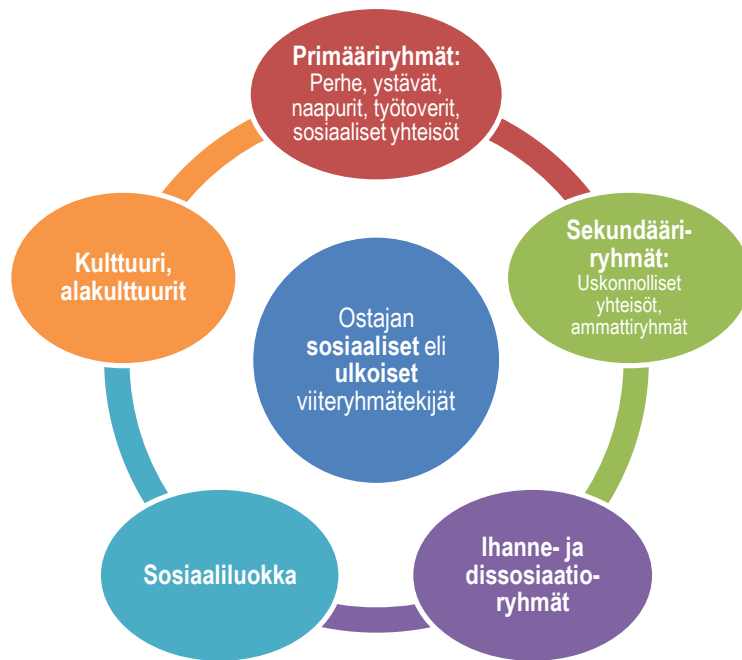 Primääriryhmät:
Perhe, ystävät,
naapurit, työtoverit,
sosiaaliset yhteisöt
Sekundääri-
ryhmät:
Uskonnolliset
yhteisöt,
ammattiryhmät
Ihanne- ja
dissosiaatio-
ryhmät
Sosiaaliluokka
Kulttuuri,
alakulttuurit
Ostajan
sosiaaliset eli
ulkoiset
viiteryhmätekijät